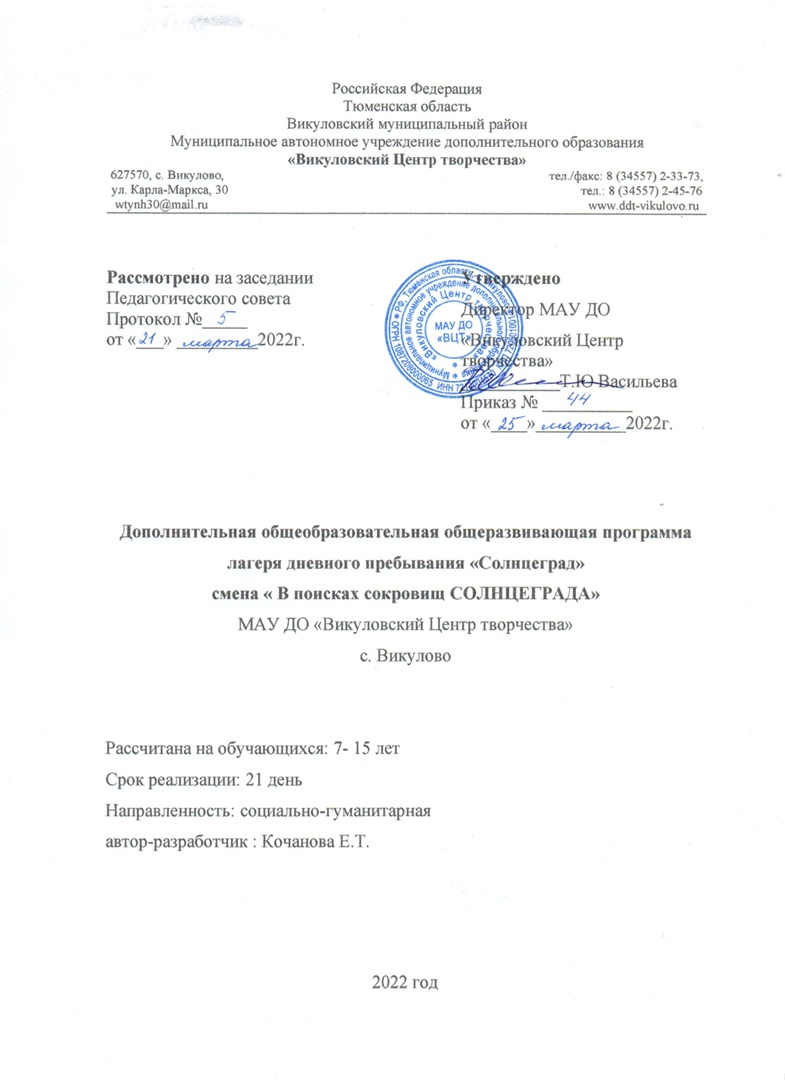 Российская Федерация
Тюменская область
Викуловский муниципальный район
Муниципальное автономное учреждение дополнительного образования
«Викуловский Центр творчества»
627570, с. Викулово, тел./факс: 8 (34557) 2-33-73,
ул. Карла-Маркса, 30 тел.: 8 (34557) 2-45-76
wtynh30@mail.ru www.ddt-vikulovo.ru
Рассмотрено на заседании
Педагогического совета
Протокол № 5
от «21» марта 2022г.
Утверждено
Директор МАУ ДО
«Викуловский Центр
творчества»
Т.Ю Васильева
Приказ № 44
от «25» марта 2022г.
МАУ ДО
«ВЦТ»
Дополнительная общеобразовательная общеразвивающая программа
лагеря дневного пребывания «Солнцеград»
смена « В поисках сокровищ СОЛНЦЕГРАДА»
МАУ ДО «Викуловский Центр творчества»
с. Викулово
Рассчитана на обучающихся: 7- 15 лет
Срок реализации: 21 день
Направленность: социально-гуманитарная
автор-разработчик : Кочанова Е.Т.
2022 год